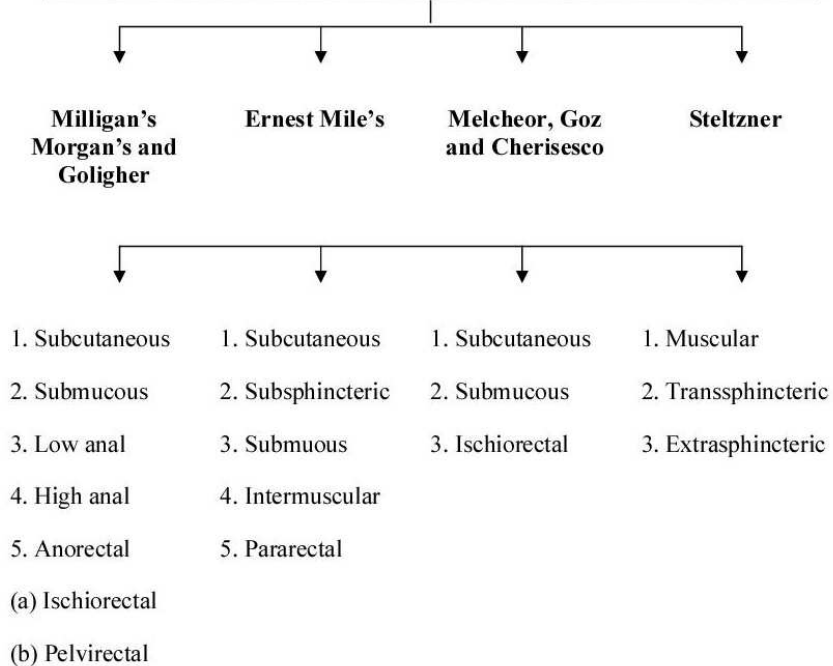 Milligan's
Morgan's and
Goligher
Ernest Mile's
Melcheor, Goz
and Cherisesco
Steltzner
1. Subcutaneous
2. Submucous
3. Low anal
4. High anal
5. Anorectal
(a) Ischiorectal
(b) Pelvirectal
1. Subcutaneous
2. Subsphincteric
3. Submuous
4. Intermuscular
5. Pararectal
1. Subcutaneous
2. Submucous
3. Ischiorectal
1. Muscular
2. Transsphincteric
3. Extrasphincteric